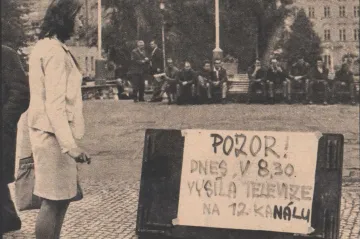 POZOR!
DNES, V 8,30.
VYSÍLÁ TELEVIZE
NA 12. KANÁLU